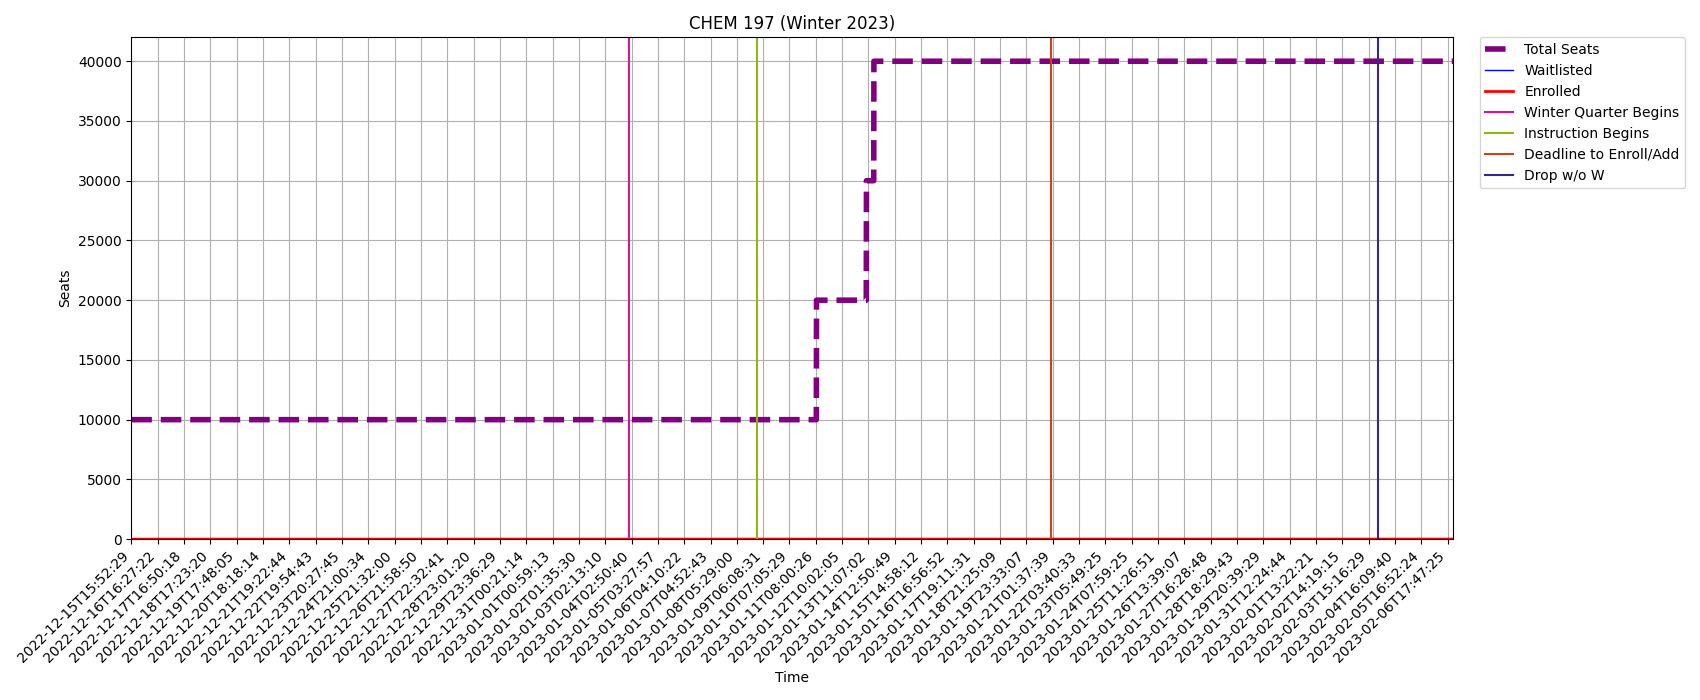 CHEM 197 (Winter 2023)
40000
35000
30000
25000
20000
15000
10000
5000
0
Seats
2022-12-15T15:52:29
2022-12-16T16:27:22
2022-12-17T16:50:18
2022-12-18T17:23:20
2022-12-19T17:48:05
2022-12-20T18:18:14
2022-12-21T19:22:44
2022-12-22T19:54:43
2022-12-23T20:27:45
2022-12-24T21:00:34
2022-12-25T21:32:00
2022-12-26T21:58:50
2022-12-27T22:32:41
2022-12-28T23:01:20
2022-12-29T23:36:29
2022-12-31T00:21:14
2023-01-01T00:59:13
2023-01-02T01:35:30
2023-01-03T02:13:10
2023-01-04T02:50:40
2023-01-05T03:27:57
2023-01-06T04:10:22
2023-01-07T04:52:43
2023-01-08T05:29:00
2023-01-09T06:08:31
2023-01-10T07:05:29
2023-01-11T08:00:26
2023-01-12T10:02:05
2023-01-13T11:07:02
2023-01-14T12:50:49
2023-01-15T14:58:12
2023-01-16T16:56:52
2023-01-17T19:11:31
2023-01-18T21:25:09
2023-01-19T23:33:07
2023-01-21T01:37:39
2023-01-22T03:40:33
2023-01-23T05:49:25
2023-01-24T07:59:25
2023-01-25T11:26:51
2023-01-26T13:39:07
2023-01-27T16:28:48
2023-01-28T18:29:43
2023-01-29T20:39:29
2023-01-31T12:24:44
2023-02-01T13:22:21
2023-02-02T14:19:15
2023-02-03T15:16:29
2023-02-04T16:09:40
2023-02-05T16:52:24
2023-02-06T17:47:25
Time
Total Seats
Waitlisted
Enrolled
Winter Quarter Begins
Instruction Begins
Deadline to Enroll/Add
Drop w/o W